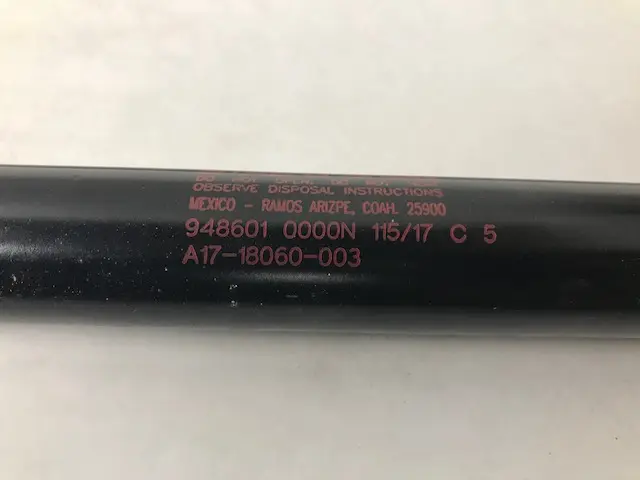 OBSERVE DISPOSAL INSTRUCTIONS
MEXICO - RAMOS ARIZPE, COAH. 25900
948601 0000N 115/17 C 5
A17-18060-003